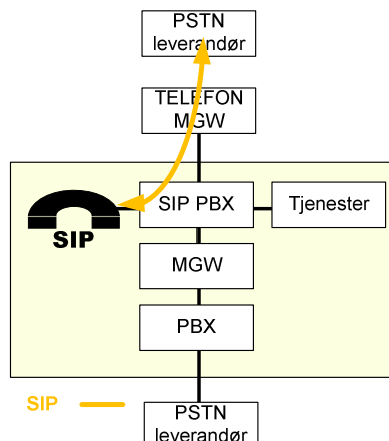 PSTN
leverandør
TELEFON
MGW
SIP PBX
Tjenester
SIP
MGW
PBX
SIP
PSTN
leverandør